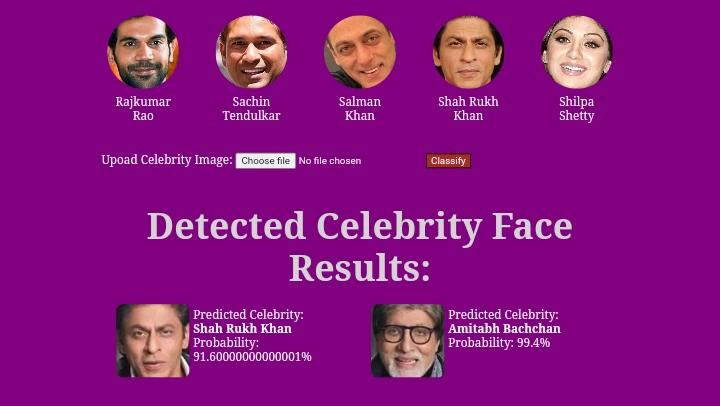 Rajkumar Rao
Sachin Tendulkar
Salman Khan
Shah Rukh Khan
Shilpa Shetty
Upoad Celebrity Image: Choose file No file chosen Classify
Detected Celebrity Face
Results:
Predicted Celebrity:
Shah Rukh Khan
Probability:
91.60000000000001%
Predicted Celebrity:
Amitabh Bachchan
Probability: 99.4%